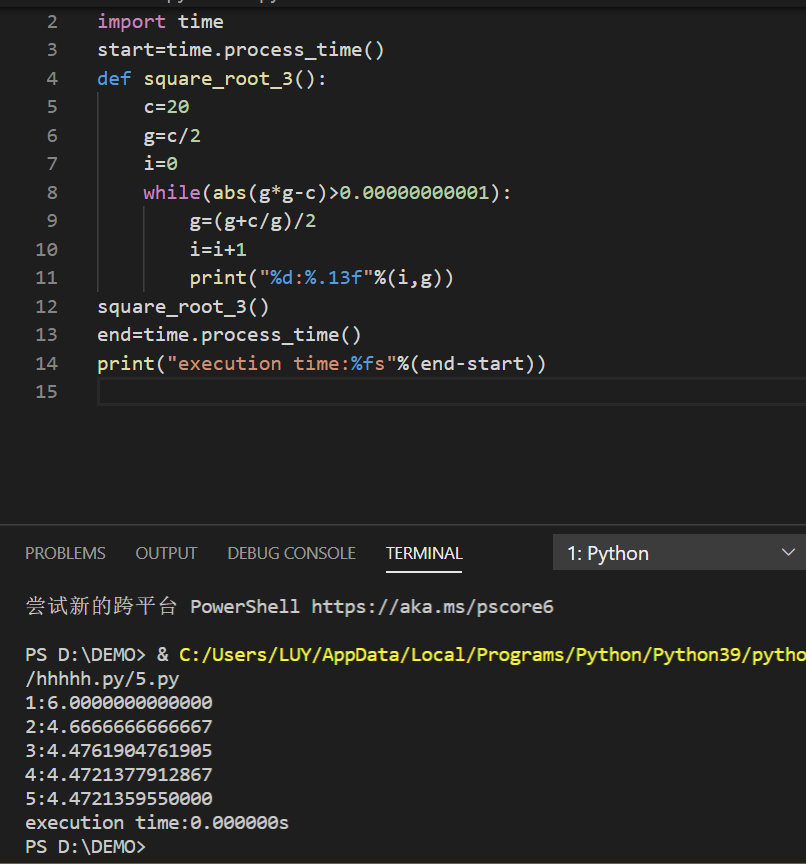 2 import time
3 start=time.process_time()
4 def square_root_3():
5     c=20
6     g=c/2
7     i=0
8     while(abs(g*g-c)>0.00000000001):
9         g=(g+c/g)/2
10         i=i+1
11         print("%d:%.13f"%(i,g))
12 square_root_3()
13 end=time.process_time()
14 print("execution time:%fs"%(end-start))
15
PROBLEMS OUTPUT DEBUG CONSOLE TERMINAL 1: Python
尝试新的跨平台 PowerShell https://aka.ms/pscore6
PS D:\DEMO> & C:/Users/LUY/AppData/Local/Programs/Python/Python39/pytho
/hhhhh.py/5.py
1:6.0000000000000
2:4.6666666666667
3:4.4761904761905
4:4.4721377912867
5:4.4721359550000
execution time:0.000000s
PS D:\DEMO>